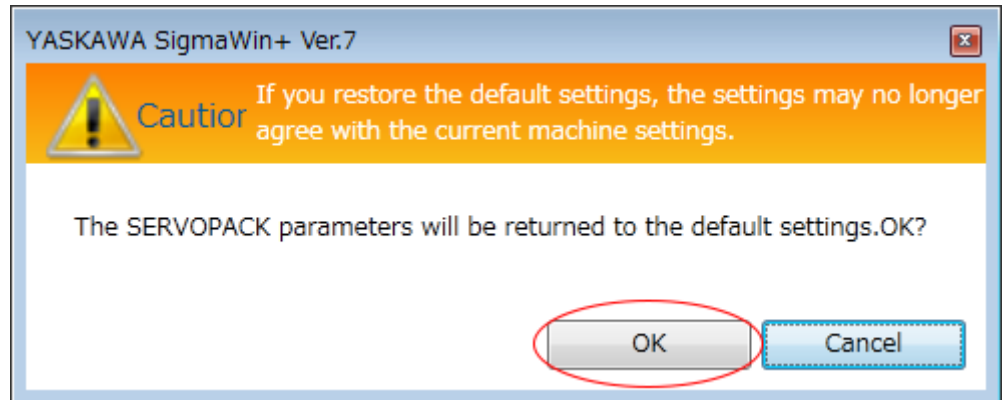 YASKAWA SigmaWin+ Ver.7
Cautior
If you restore the default settings, the settings may no longer
agree with the current machine settings.
The SERVOPACK parameters will be returned to the default settings.OK?
OK
Cancel